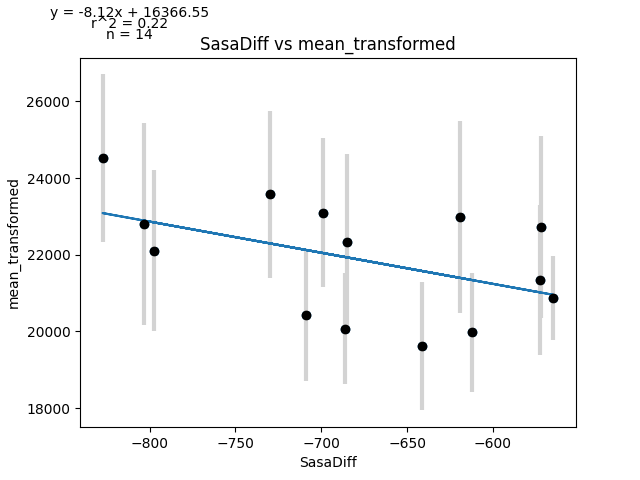 y = -8.12x + 16366.55
r^2 = 0.22
n = 14
SasaDiff vs mean_transformed
26000
24000
22000
20000
18000
mean_transformed
−800
−750
−700
−650
−600
SasaDiff